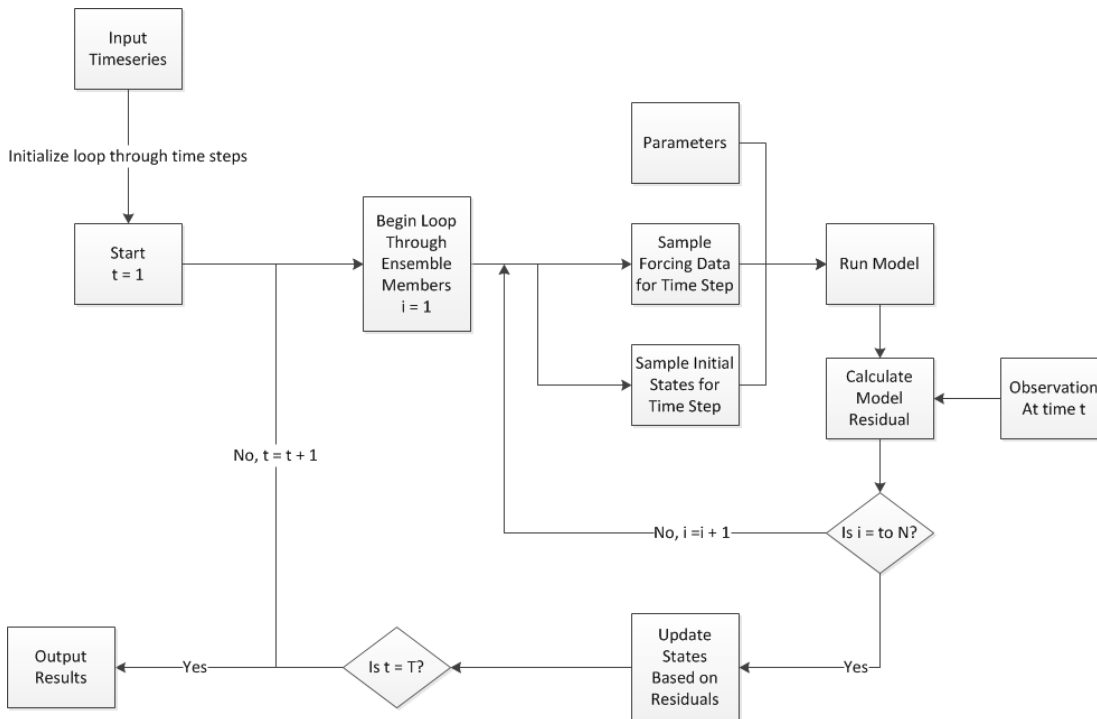 Input
Timeseries
Initialize loop through time steps
Start
t = 1
Begin Loop
Through
Ensemble
Members
i = 1
Parameters
Sample
Forcing Data
for Time Step
Sample Initial
States for
Time Step
Run Model
Calculate
Model
Residual
Observation
At time t
No, t = t + 1
No, i =i + 1
Is i = to N?
Yes
Update
States
Based on
Residuals
Is t = T?
Yes
Output
Results